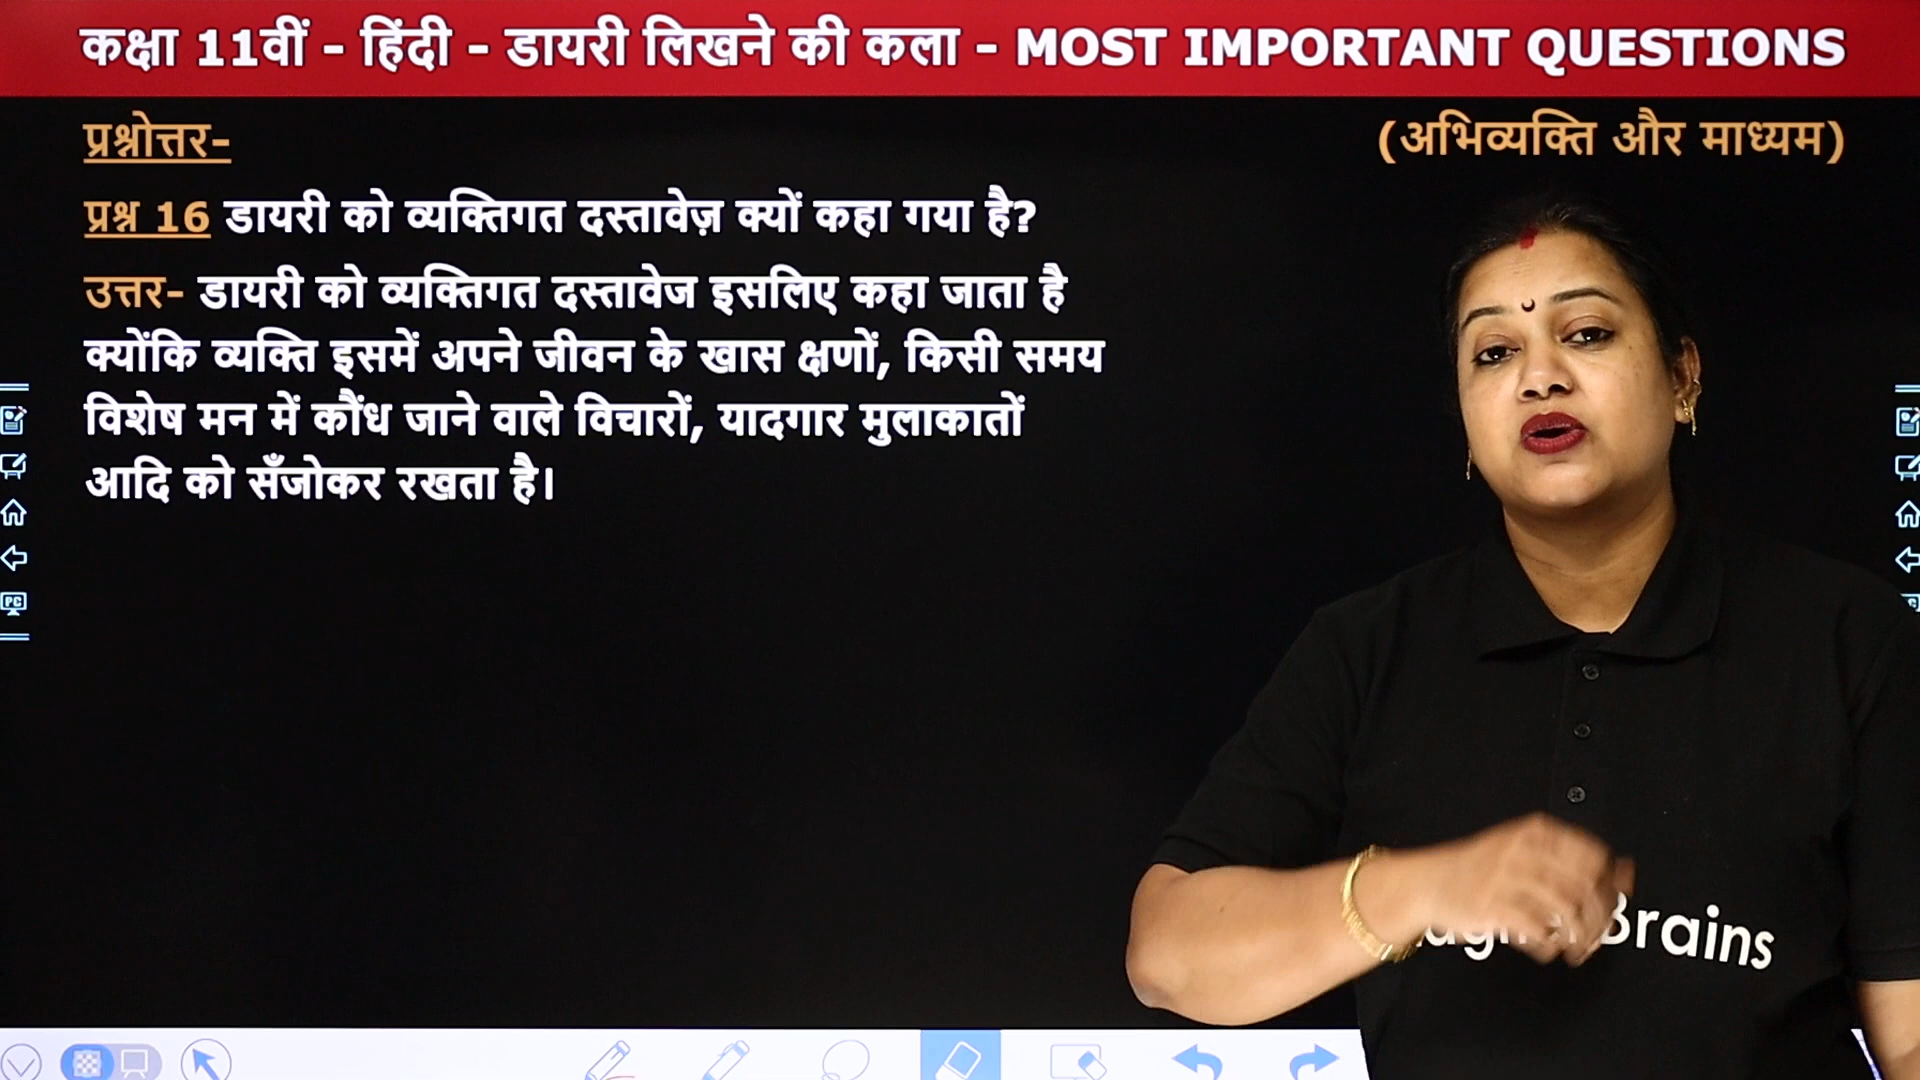 कक्षा 11वीं - हिंदी - डायरी लिखने की कला - MOST IMPORTANT QUESTIONS
प्रश्नोत्तर-
(अभिव्यक्ति और माध्यम)
प्रश्न 16 डायरी को व्यक्तिगत दस्तावेज़ क्यों कहा गया है?
उत्तर- डायरी को व्यक्तिगत दस्तावेज इसलिए कहा जाता है
क्योंकि व्यक्ति इसमें अपने जीवन के खास क्षणों, किसी समय
विशेष मन में कौंध जाने वाले विचारों, यादगार मुलाकातों
आदि को सँजोकर रखता है।
PC
Brains